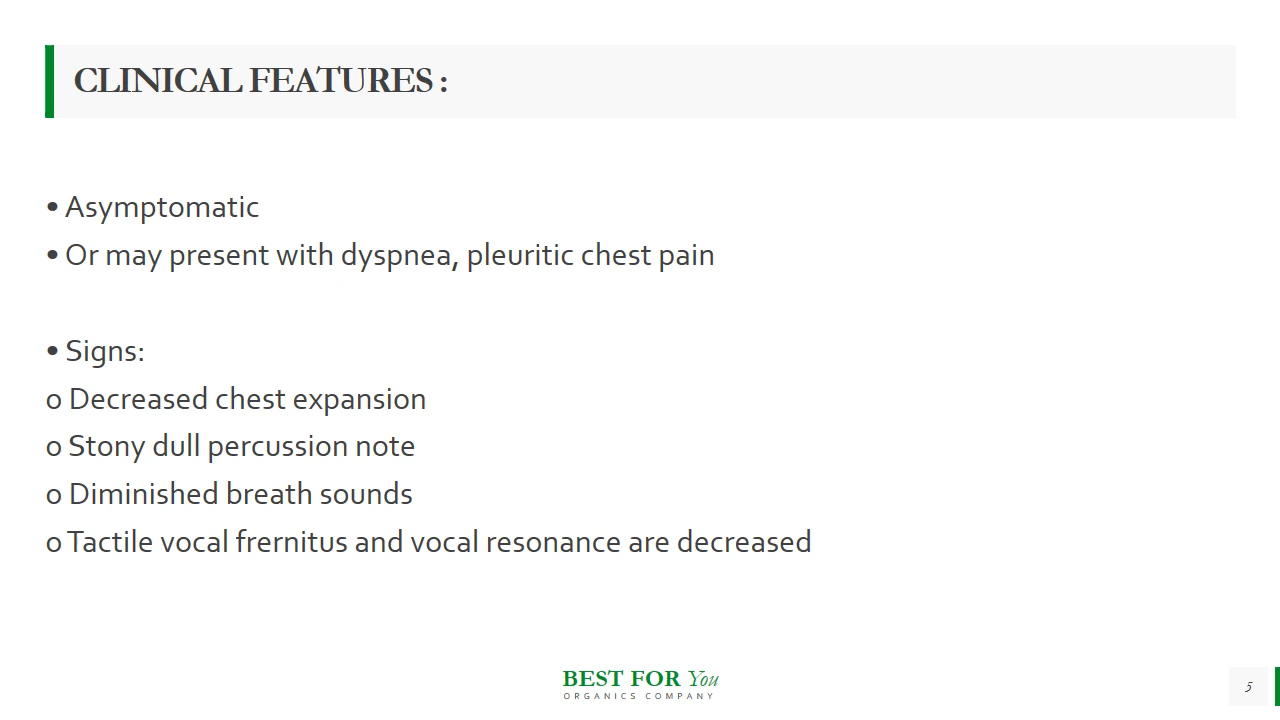 CLINICAL FEATURES :
• Asymptomatic
• Or may present with dyspnea, pleuritic chest pain
• Signs:
o Decreased chest expansion
o Stony dull percussion note
o Diminished breath sounds
o Tactile vocal frernitus and vocal resonance are decreased
BEST FOR You
ORGANICS COMPANY
5